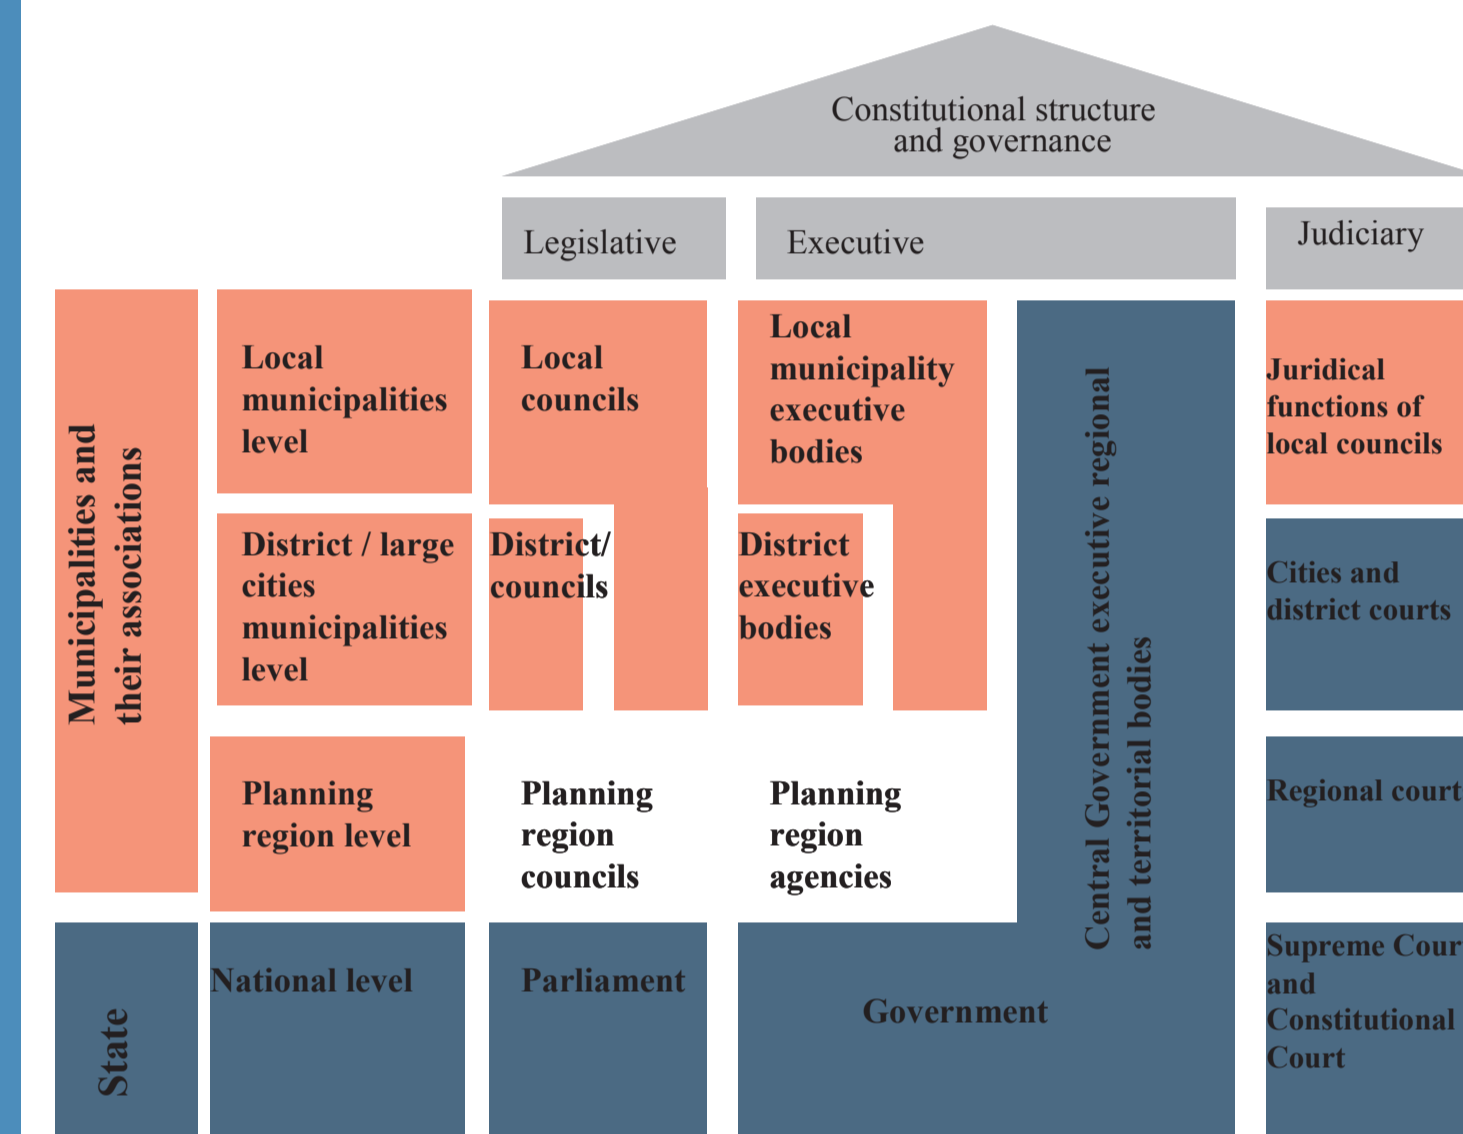 Constitutional structure
and governance
Legislative
Executive
Judiciary
Municipalities and
their associations
Local
municipalities
level
Local
councils
Local
municipality
executive
bodies
Central Government executive regional
and territorial bodies
Juridical
functions of
local councils
District / large
cities
municipalities
level
District/
councils
District
executive
bodies
Cities and
district courts
Planning
region level
Planning
region
councils
Planning
region
agencies
Regional court
State
National level
Parliament
Government
Supreme Cour
and
Constitutional
Court